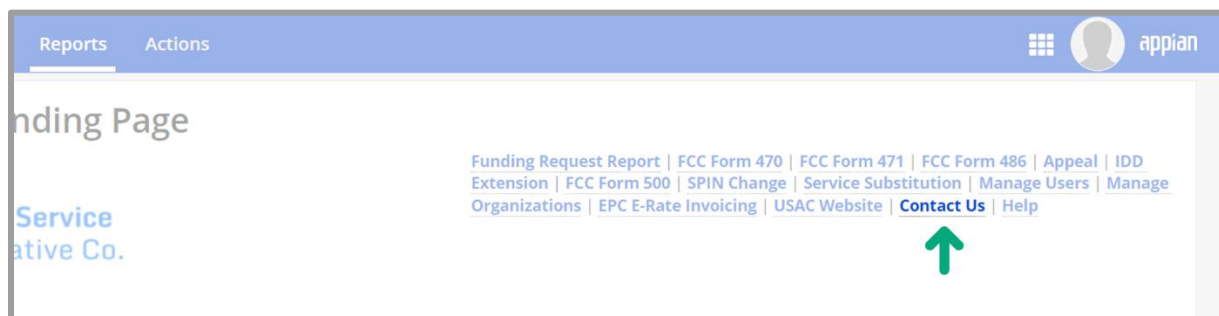 Reports Actions
appian
nding Page
Funding Request Report | FCC Form 470 | FCC Form 471 | FCC Form 486 | Appeal | IDD
Extension | FCC Form 500 | SPIN Change | Service Substitution | Manage Users | Manage
Organizations | EPC E-Rate Invoicing | USAC Website | Contact Us | Help
Service
ative Co.